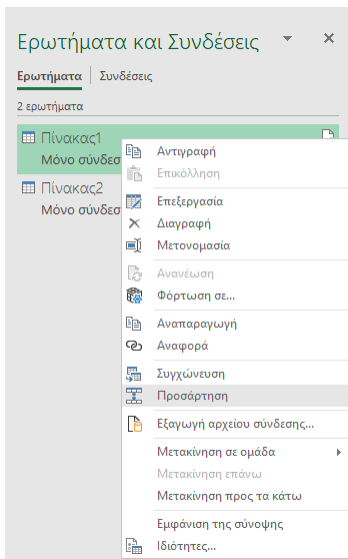 Ερωτήματα και Συνδέσεις
Ερωτήματα Συνδέσεις
2 ερωτήματα
Πίνακας1
Μόνο σύνδεσ
Πίνακας2
Μόνο σύνδεσ
Αντιγραφή
Επικόλληση
Επεξεργασία
Διαγραφή
Μετονομασία
Ανανέωση
Φόρτωση σε...
Αναπαραγωγή
Αναφορά
Συγχώνευση
Προσάρτηση
Εξαγωγή αρχείου σύνδεσης...
Μετακίνηση σε ομάδα
Μετακίνηση επάνω
Μετακίνηση προς τα κάτω
Εμφάνιση της σύνοψης
Ιδιότητες...